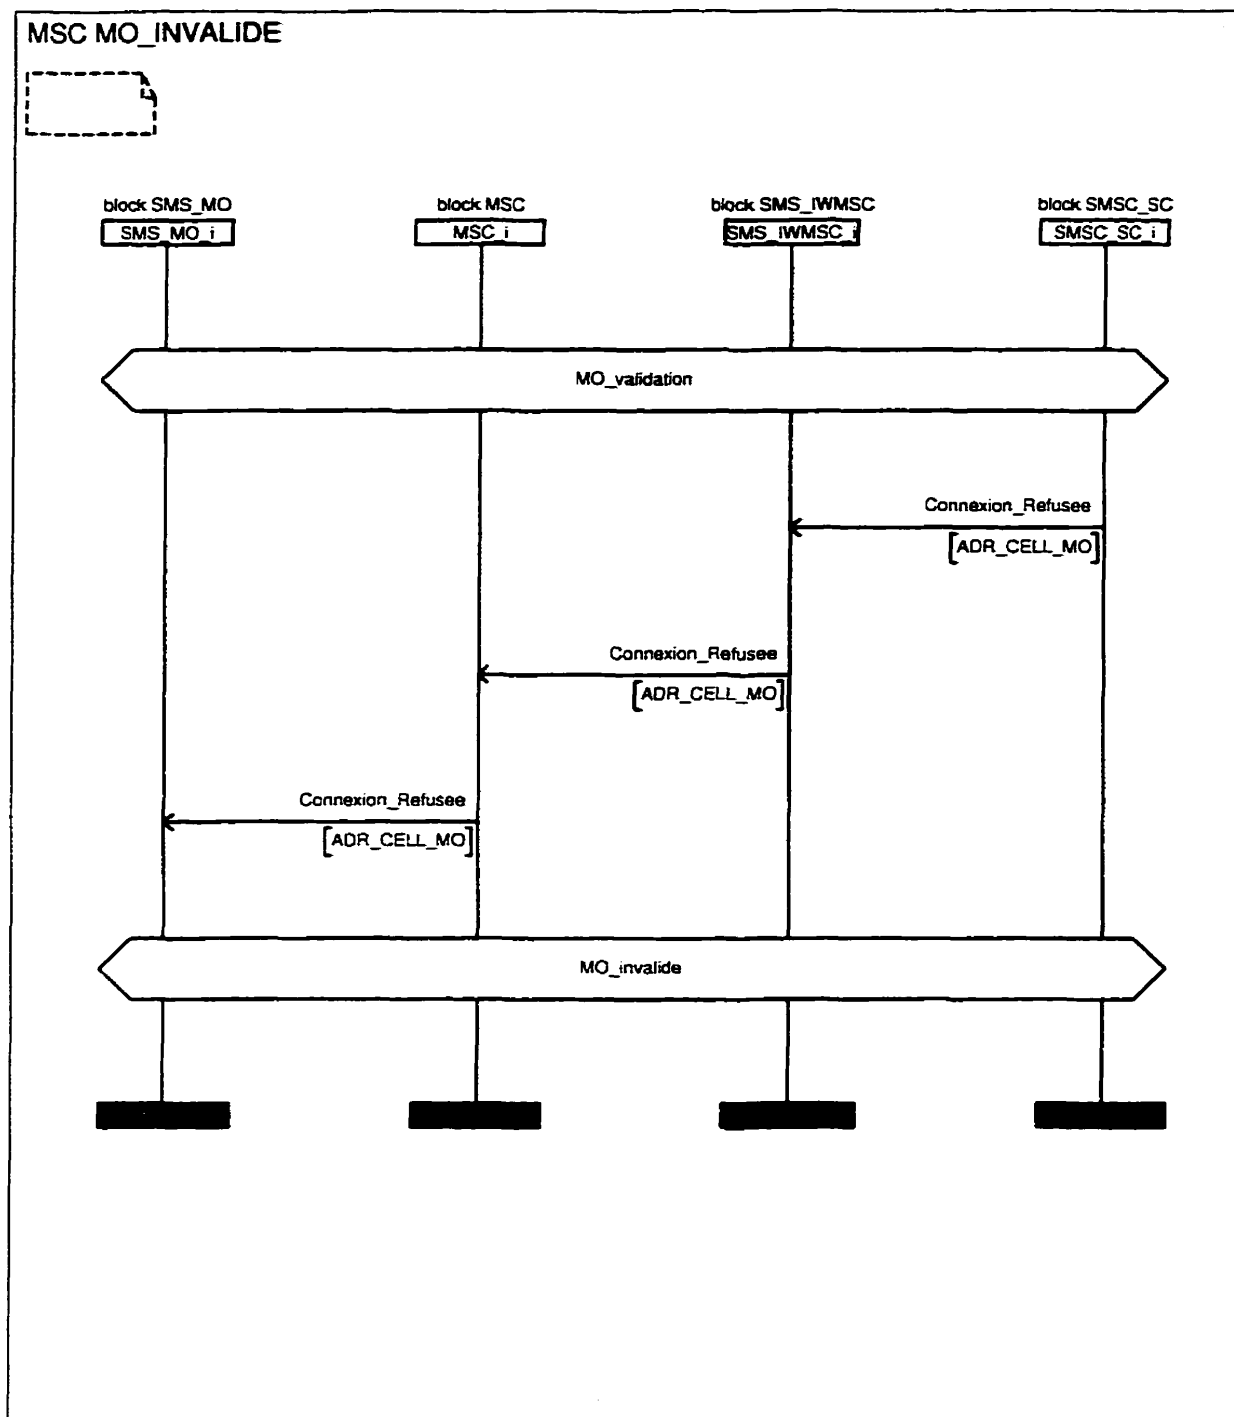 MSC MO_INVALIDE
block SMS_MO block MSC block SMS_IWMSC block SMSC_SC
SMS_MO_i MSC_i SMS_IWMSC_i SMSC_SC_i
MO_validation
Connexion_Refusee
[ADR_CELL_MO]
Connexion_Refusee
[ADR_CELL_MO]
Connexion_Refusee
[ADR_CELL_MO]
MO_invalide